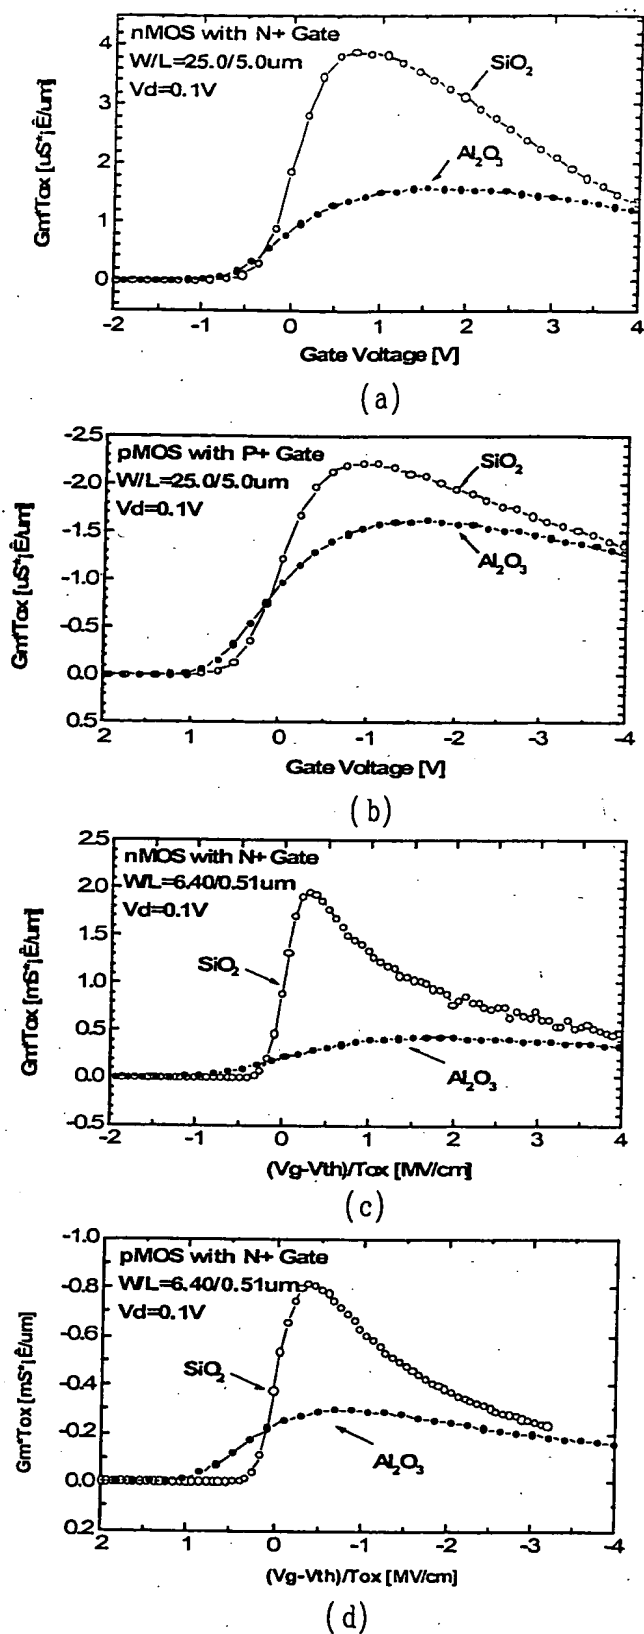 nMOS with N+ Gate
W/L=25.0/5.0um
Vd=0.1V
SiO₂
Al₂O₃
Gm*Tox [uS*¡Ê/um]
4
3
2
1
0
-2 -1 0 1 2 3 4
Gate Voltage [V]
(a)
pMOS with P+ Gate
W/L=25.0/5.0um
Vd=0.1V
SiO₂
Al₂O₃
Gm*Tox [uS*¡Ê/um]
-2.5
-2.0
-1.5
-1.0
-0.5
0.0
0.5
2 1 0 -1 -2 -3 -4
Gate Voltage [V]
(b)
nMOS with N+ Gate
W/L=6.40/0.51um
Vd=0.1V
SiO₂
Al₂O₃
Gm*Tox [mS*¡Ê/um]
2.5
2.0
1.5
1.0
0.5
0.0
-0.5
-2 -1 0 1 2 3 4
(Vg-Vth)/Tox [MV/cm]
(c)
pMOS with N+ Gate
W/L=6.40/0.51um
Vd=0.1V
SiO₂
Al₂O₃
Gm*Tox [mS*¡Ê/um]
-1.0
-0.8
-0.6
-0.4
-0.2
0.0
0.2
2 1 0 -1 -2 -3 -4
(Vg-Vth)/Tox [MV/cm]
(d)